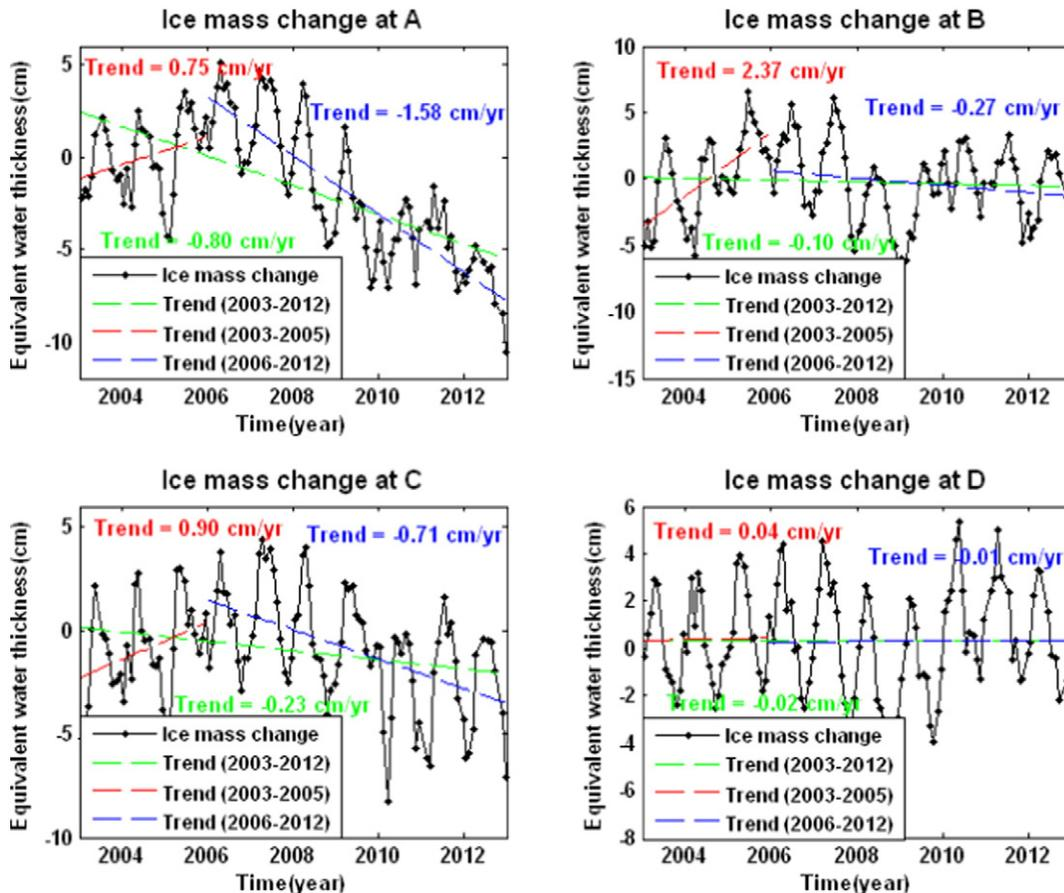 Ice mass change at A
Equivalent water thickness(cm)
5
0
-5
-10
Trend = 0.75 cm/yr
Trend = -1.58 cm/yr
Trend = -0.80 cm/yr
Ice mass change
Trend (2003-2012)
Trend (2003-2005)
Trend (2006-2012)
2004 2006 2008 2010 2012
Time(year)
Ice mass change at B
Equivalent water thickness(cm)
10
5
0
-5
-10
-15
Trend = 2.37 cm/yr
Trend = -0.27 cm/yr
Trend = -0.10 cm/yr
Ice mass change
Trend (2003-2012)
Trend (2003-2005)
Trend (2006-2012)
2004 2006 2008 2010 2012
Time(year)
Ice mass change at C
Equivalent water thickness(cm)
5
0
-5
-10
Trend = 0.90 cm/yr
Trend = -0.71 cm/yr
Trend = -0.23 cm/yr
Ice mass change
Trend (2003-2012)
Trend (2003-2005)
Trend (2006-2012)
2004 2006 2008 2010 2012
Time(year)
Ice mass change at D
Equivalent water thickness(cm)
6
4
2
0
-2
-4
-6
-8
Trend = 0.04 cm/yr
Trend = -0.01 cm/yr
Trend = -0.02 cm/yr
Ice mass change
Trend (2003-2012)
Trend (2003-2005)
Trend (2006-2012)
2004 2006 2008 2010 2012
Time(year)